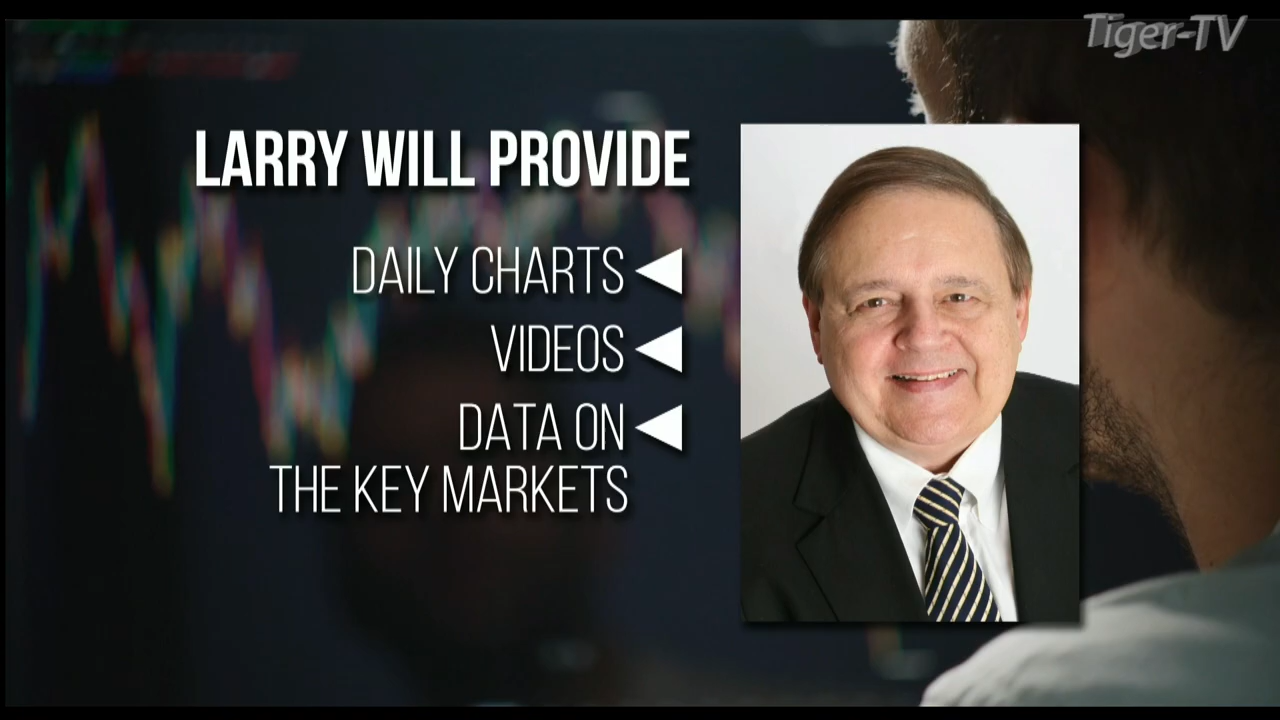 Tiger-TV
LARRY WILL PROVIDE
DAILY CHARTS
VIDEOS
DATA ON
THE KEY MARKETS